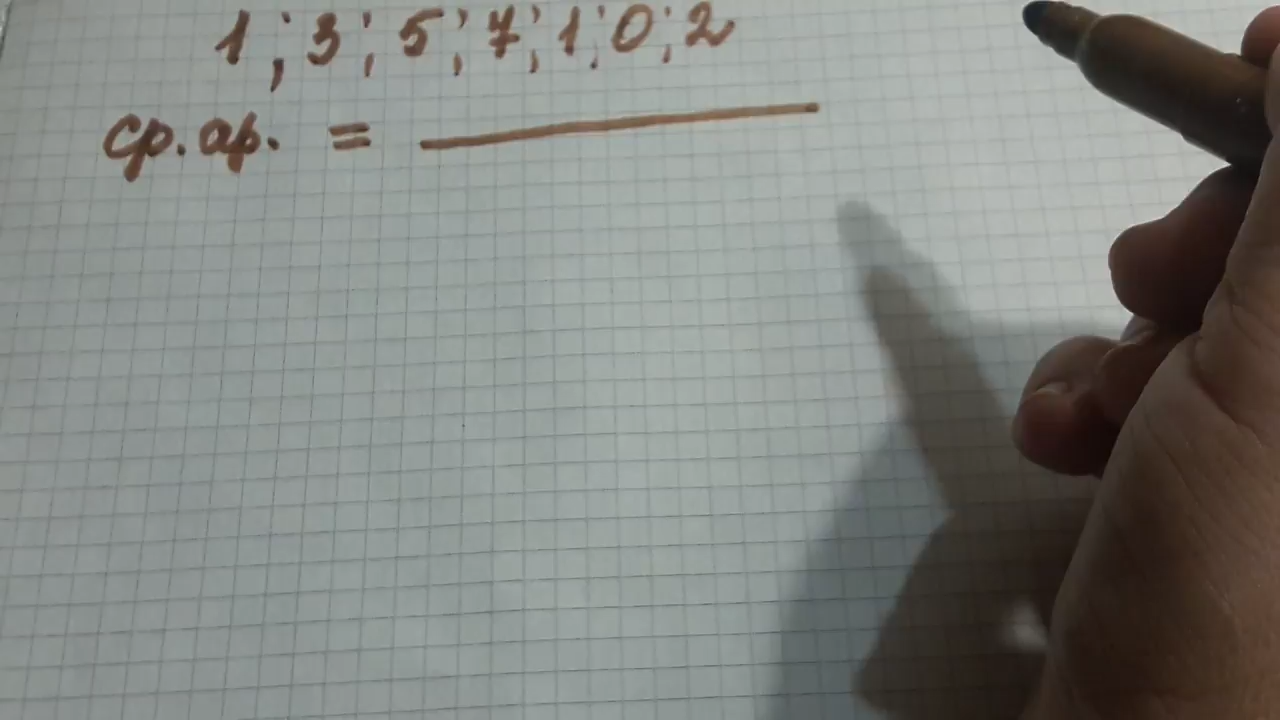 1; 3; 5; 7; 1; 0; 2
ср. ар. =